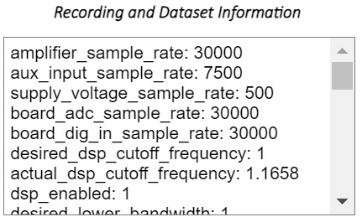 Recording and Dataset Information
amplifier_sample_rate: 30000
aux_input_sample_rate: 7500
supply_voltage_sample_rate: 500
board_adc_sample_rate: 30000
board_dig_in_sample_rate: 30000
desired_dsp_cutoff_frequency: 1
actual_dsp_cutoff_frequency: 1.1658
dsp_enabled: 1
desired_lower_bandwidth: 1